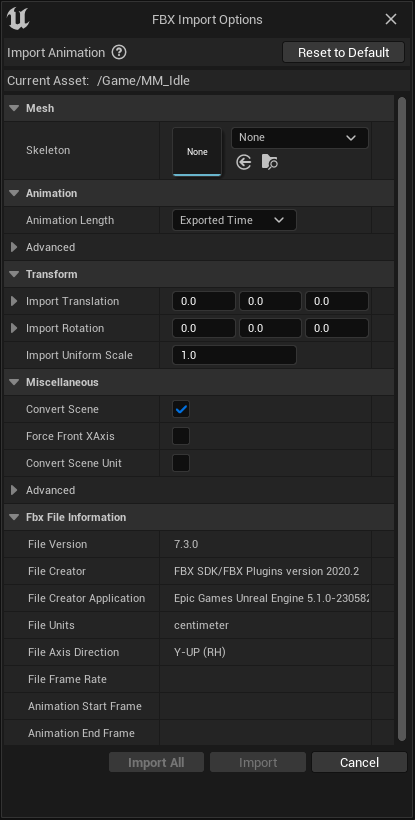 FBX Import Options
Import Animation ?
Reset to Default
Current Asset: /Game/MM_Idle
Mesh
Skeleton
None
None
Animation
Animation Length
Exported Time
Advanced
Transform
Import Translation
0.0 0.0 0.0
Import Rotation
0.0 0.0 0.0
Import Uniform Scale
1.0
Miscellaneous
Convert Scene
Force Front XAxis
Convert Scene Unit
Advanced
Fbx File Information
File Version 7.3.0
File Creator FBX SDK/FBX Plugins version 2020.2
File Creator Application Epic Games Unreal Engine 5.1.0-230582
File Units centimeter
File Axis Direction Y-UP (RH)
File Frame Rate
Animation Start Frame
Animation End Frame
Import All Import Cancel